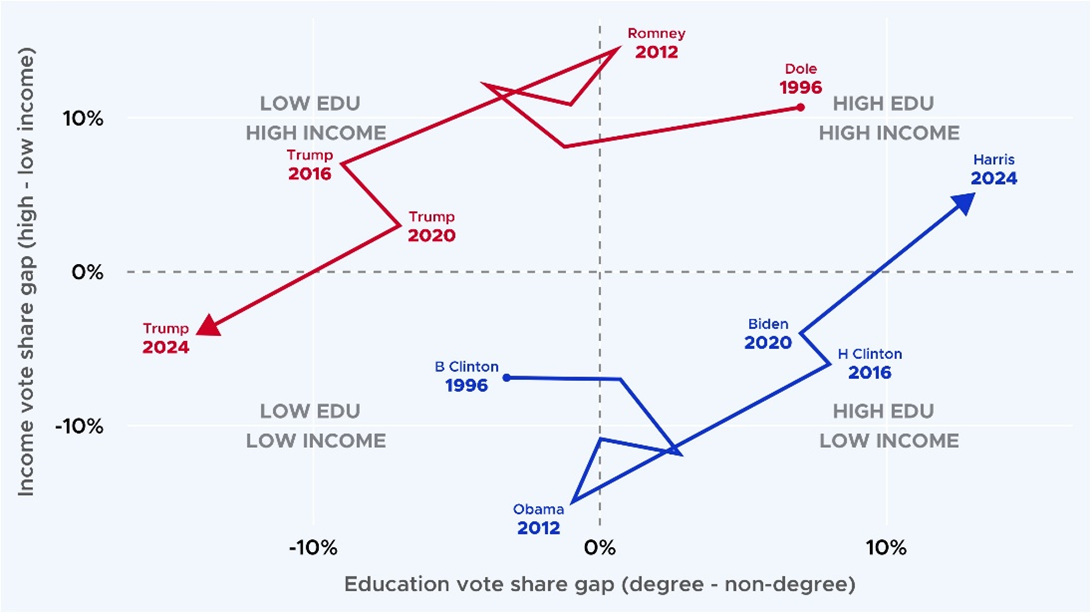 Romney
2012
Dole
1996
LOW EDU
HIGH INCOME
HIGH EDU
HIGH INCOME
10%
Trump
2016
Harris
2024
Trump
2020
0%
Trump
2024
Biden
2020
H Clinton
2016
B Clinton
1996
LOW EDU
LOW INCOME
HIGH EDU
LOW INCOME
-10%
Obama
2012
-10%
0%
10%
Education vote share gap (degree - non-degree)
Income vote share gap (high - low income)